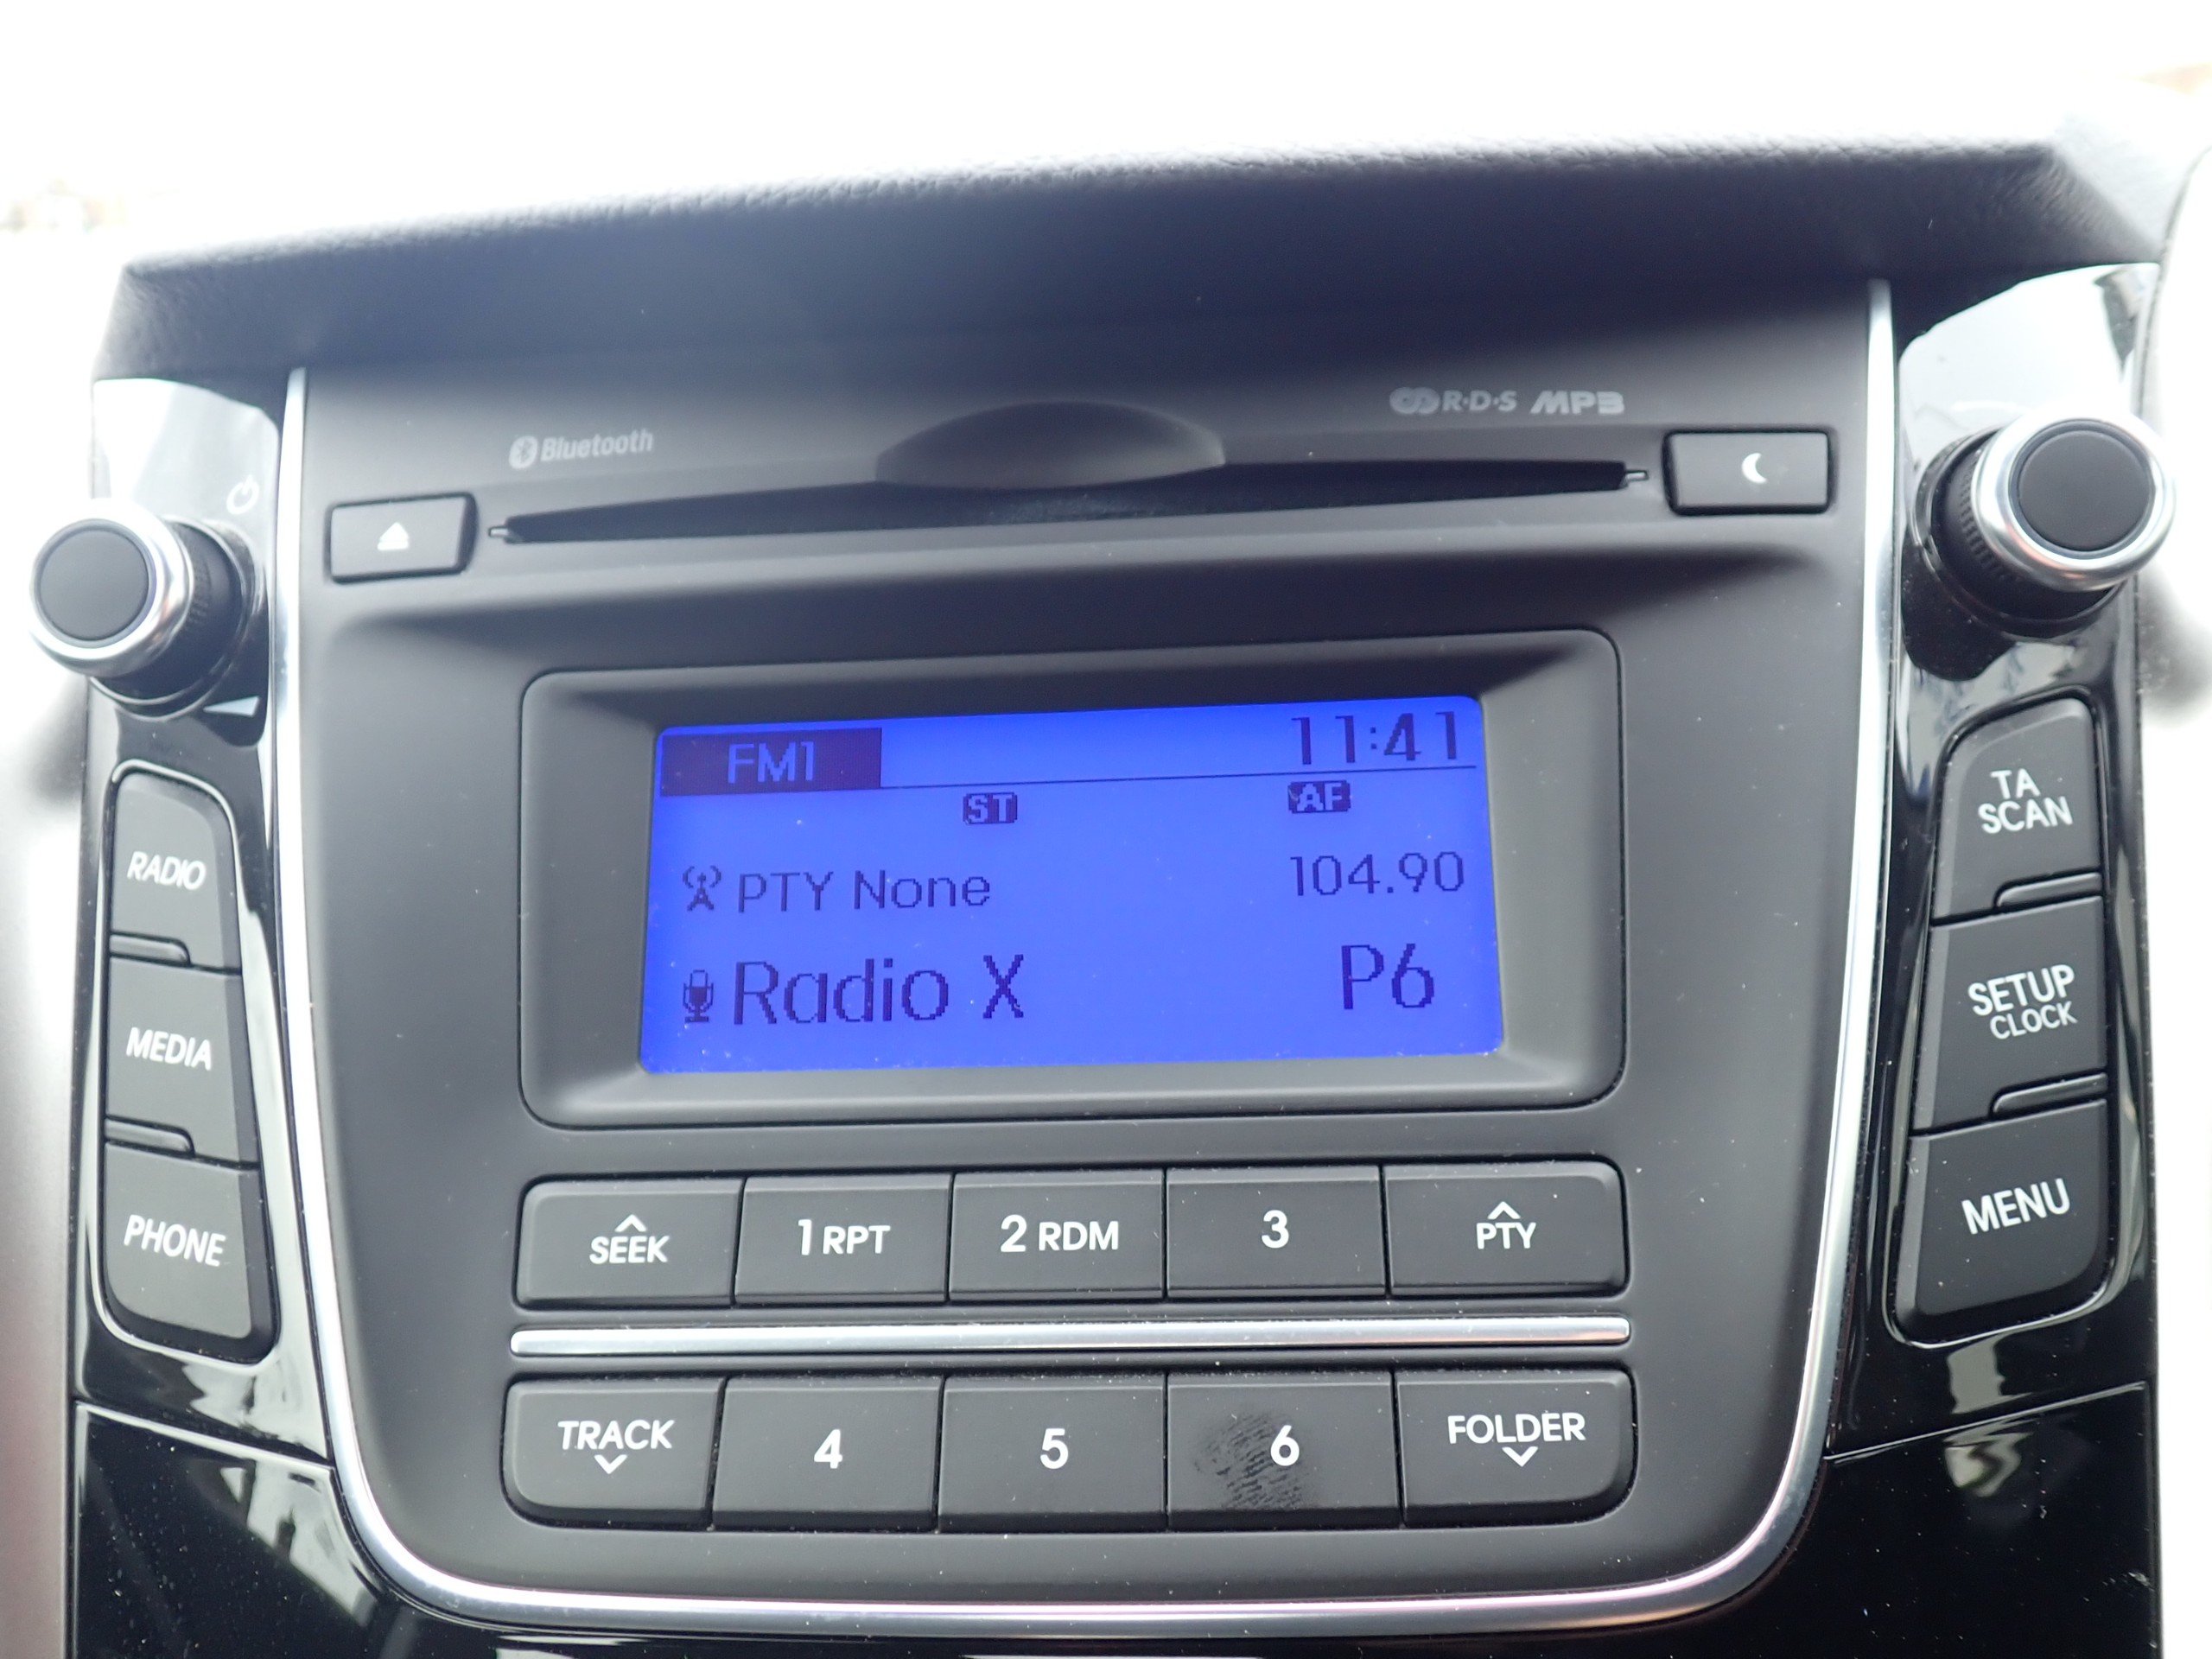 Bluetooth
R·D·S MP3
FM1 11:41
ST AF
PTY None 104.90
Radio X P6
RADIO
MEDIA
PHONE
TA
SCAN
SETUP
CLOCK
MENU
SEEK 1 RPT 2 RDM 3 PTY
TRACK 4 5 6 FOLDER